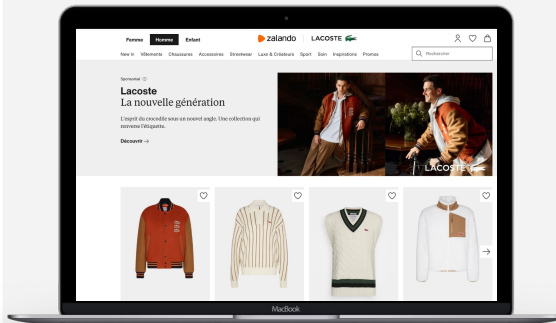 Femme Homme Enfant
zalando LACOSTE
New in Vêtements Chaussures Accessoires Streetwear Luxe & Créateurs Sport Soin Inspirations Promos
Rechercher
Sponsorisé
Lacoste
La nouvelle génération
L'esprit du crocodile sous un nouvel angle. Une collection qui
renverse l'étiquette.
Découvrir →
LACOSTE
MacBook